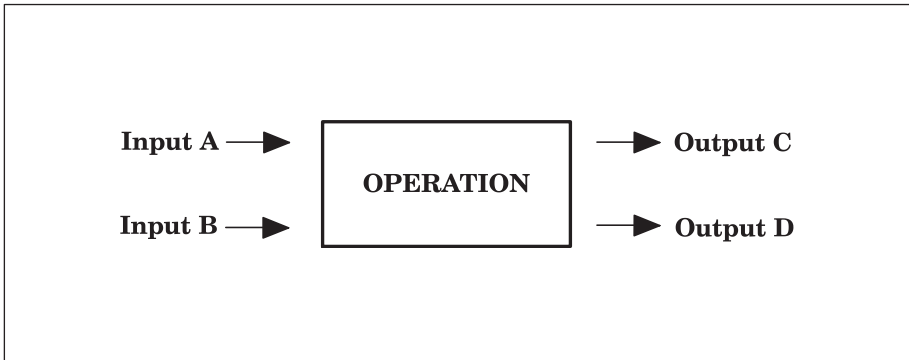 Input A
Output C
OPERATION
Input B
Output D